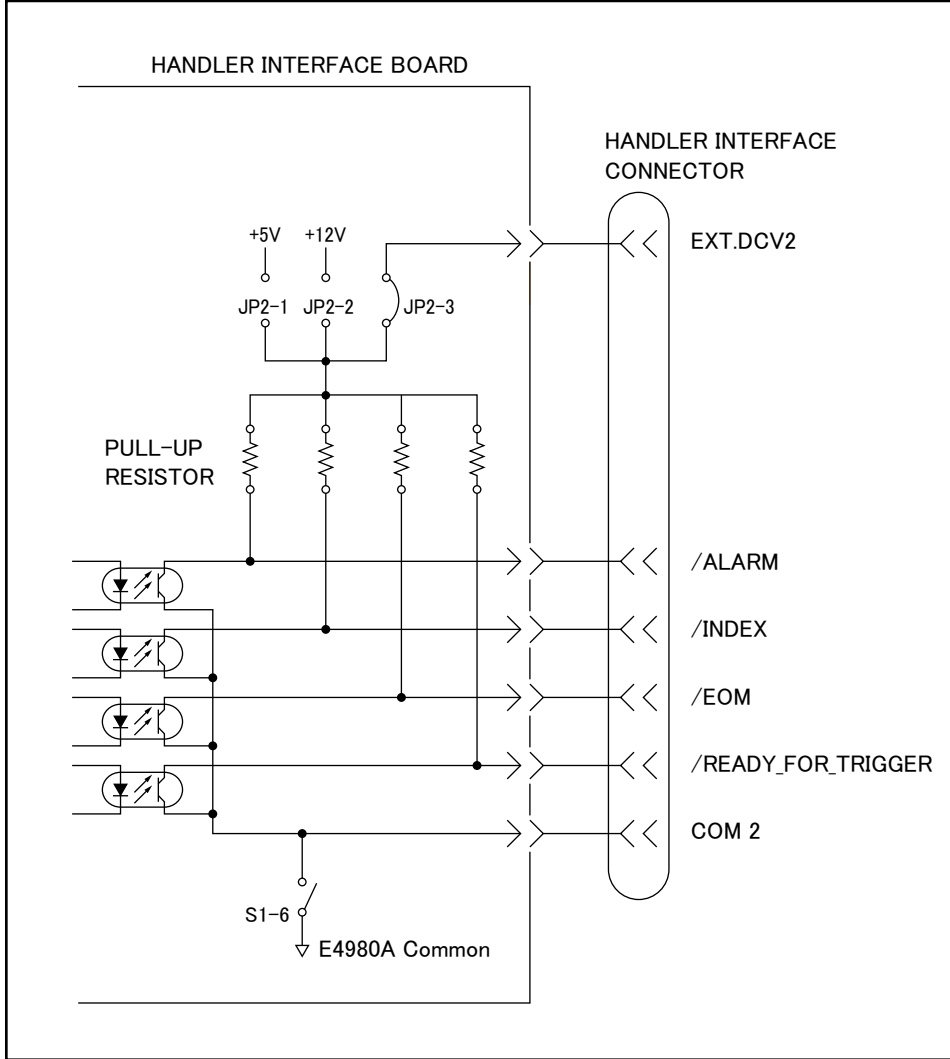 HANDLER INTERFACE BOARD
HANDLER INTERFACE
CONNECTOR
+5V
+12V
EXT.DCV2
JP2-1
JP2-2
JP2-3
PULL-UP
RESISTOR
/ALARM
/INDEX
/EOM
/READY_FOR_TRIGGER
COM 2
S1-6
E4980A Common